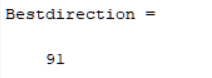 Bestdirection =
91